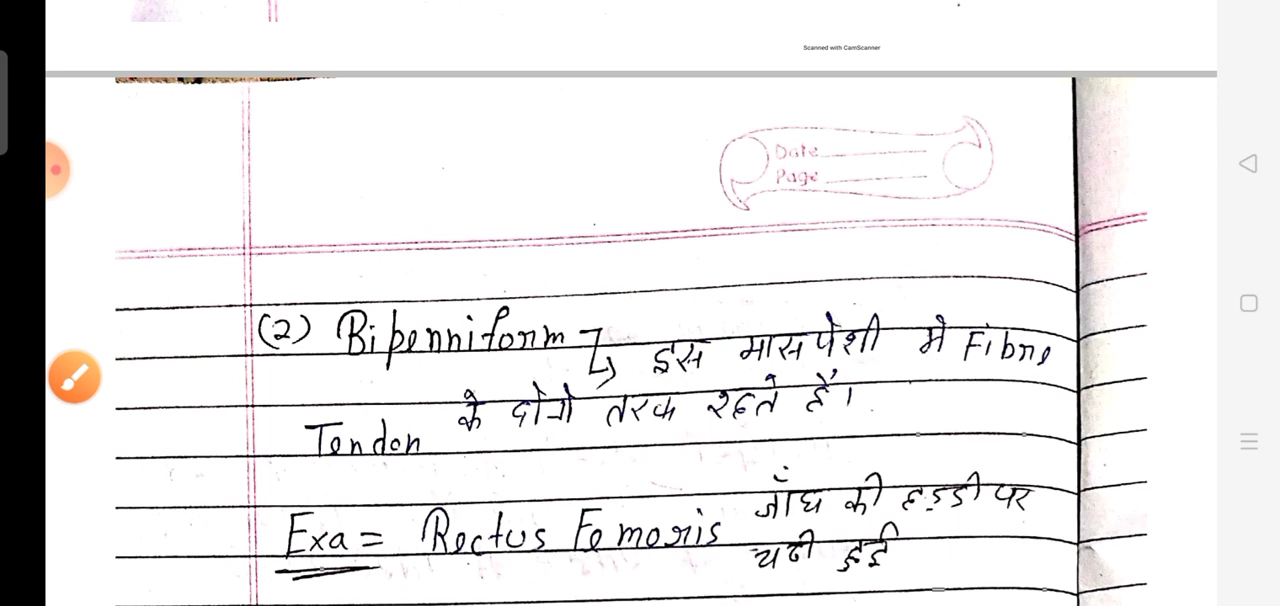 Scanned with CamScanner
Date
Page
(2) Bipenniform ↳ इस मासपेशी मे Fibre
Tendon के दोनो तरफ रहते हैं।
Exa = Rectus Femoris जाँघ की हड्डी पर
चढी हुई